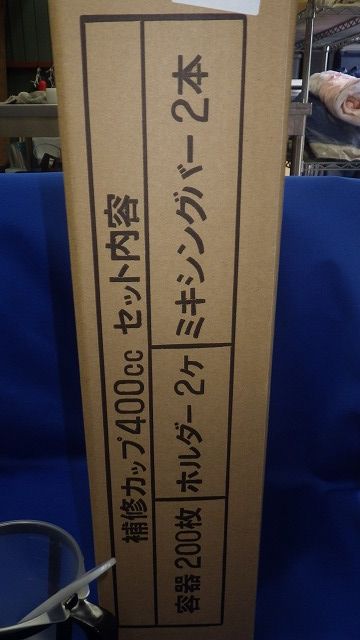 補修カップ400cc セット内容
容器 200枚 ホルダー 2ヶ ミキシングバー 2本